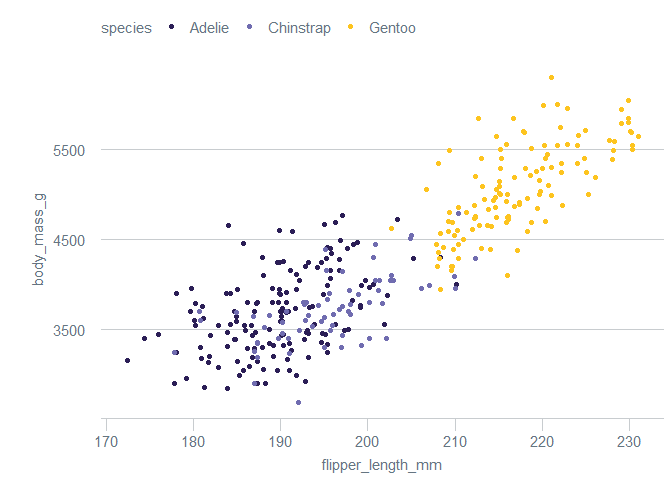 species Adelie Chinstrap Gentoo
5500
4500
3500
body_mass_g
170 180 190 200 210 220 230
flipper_length_mm